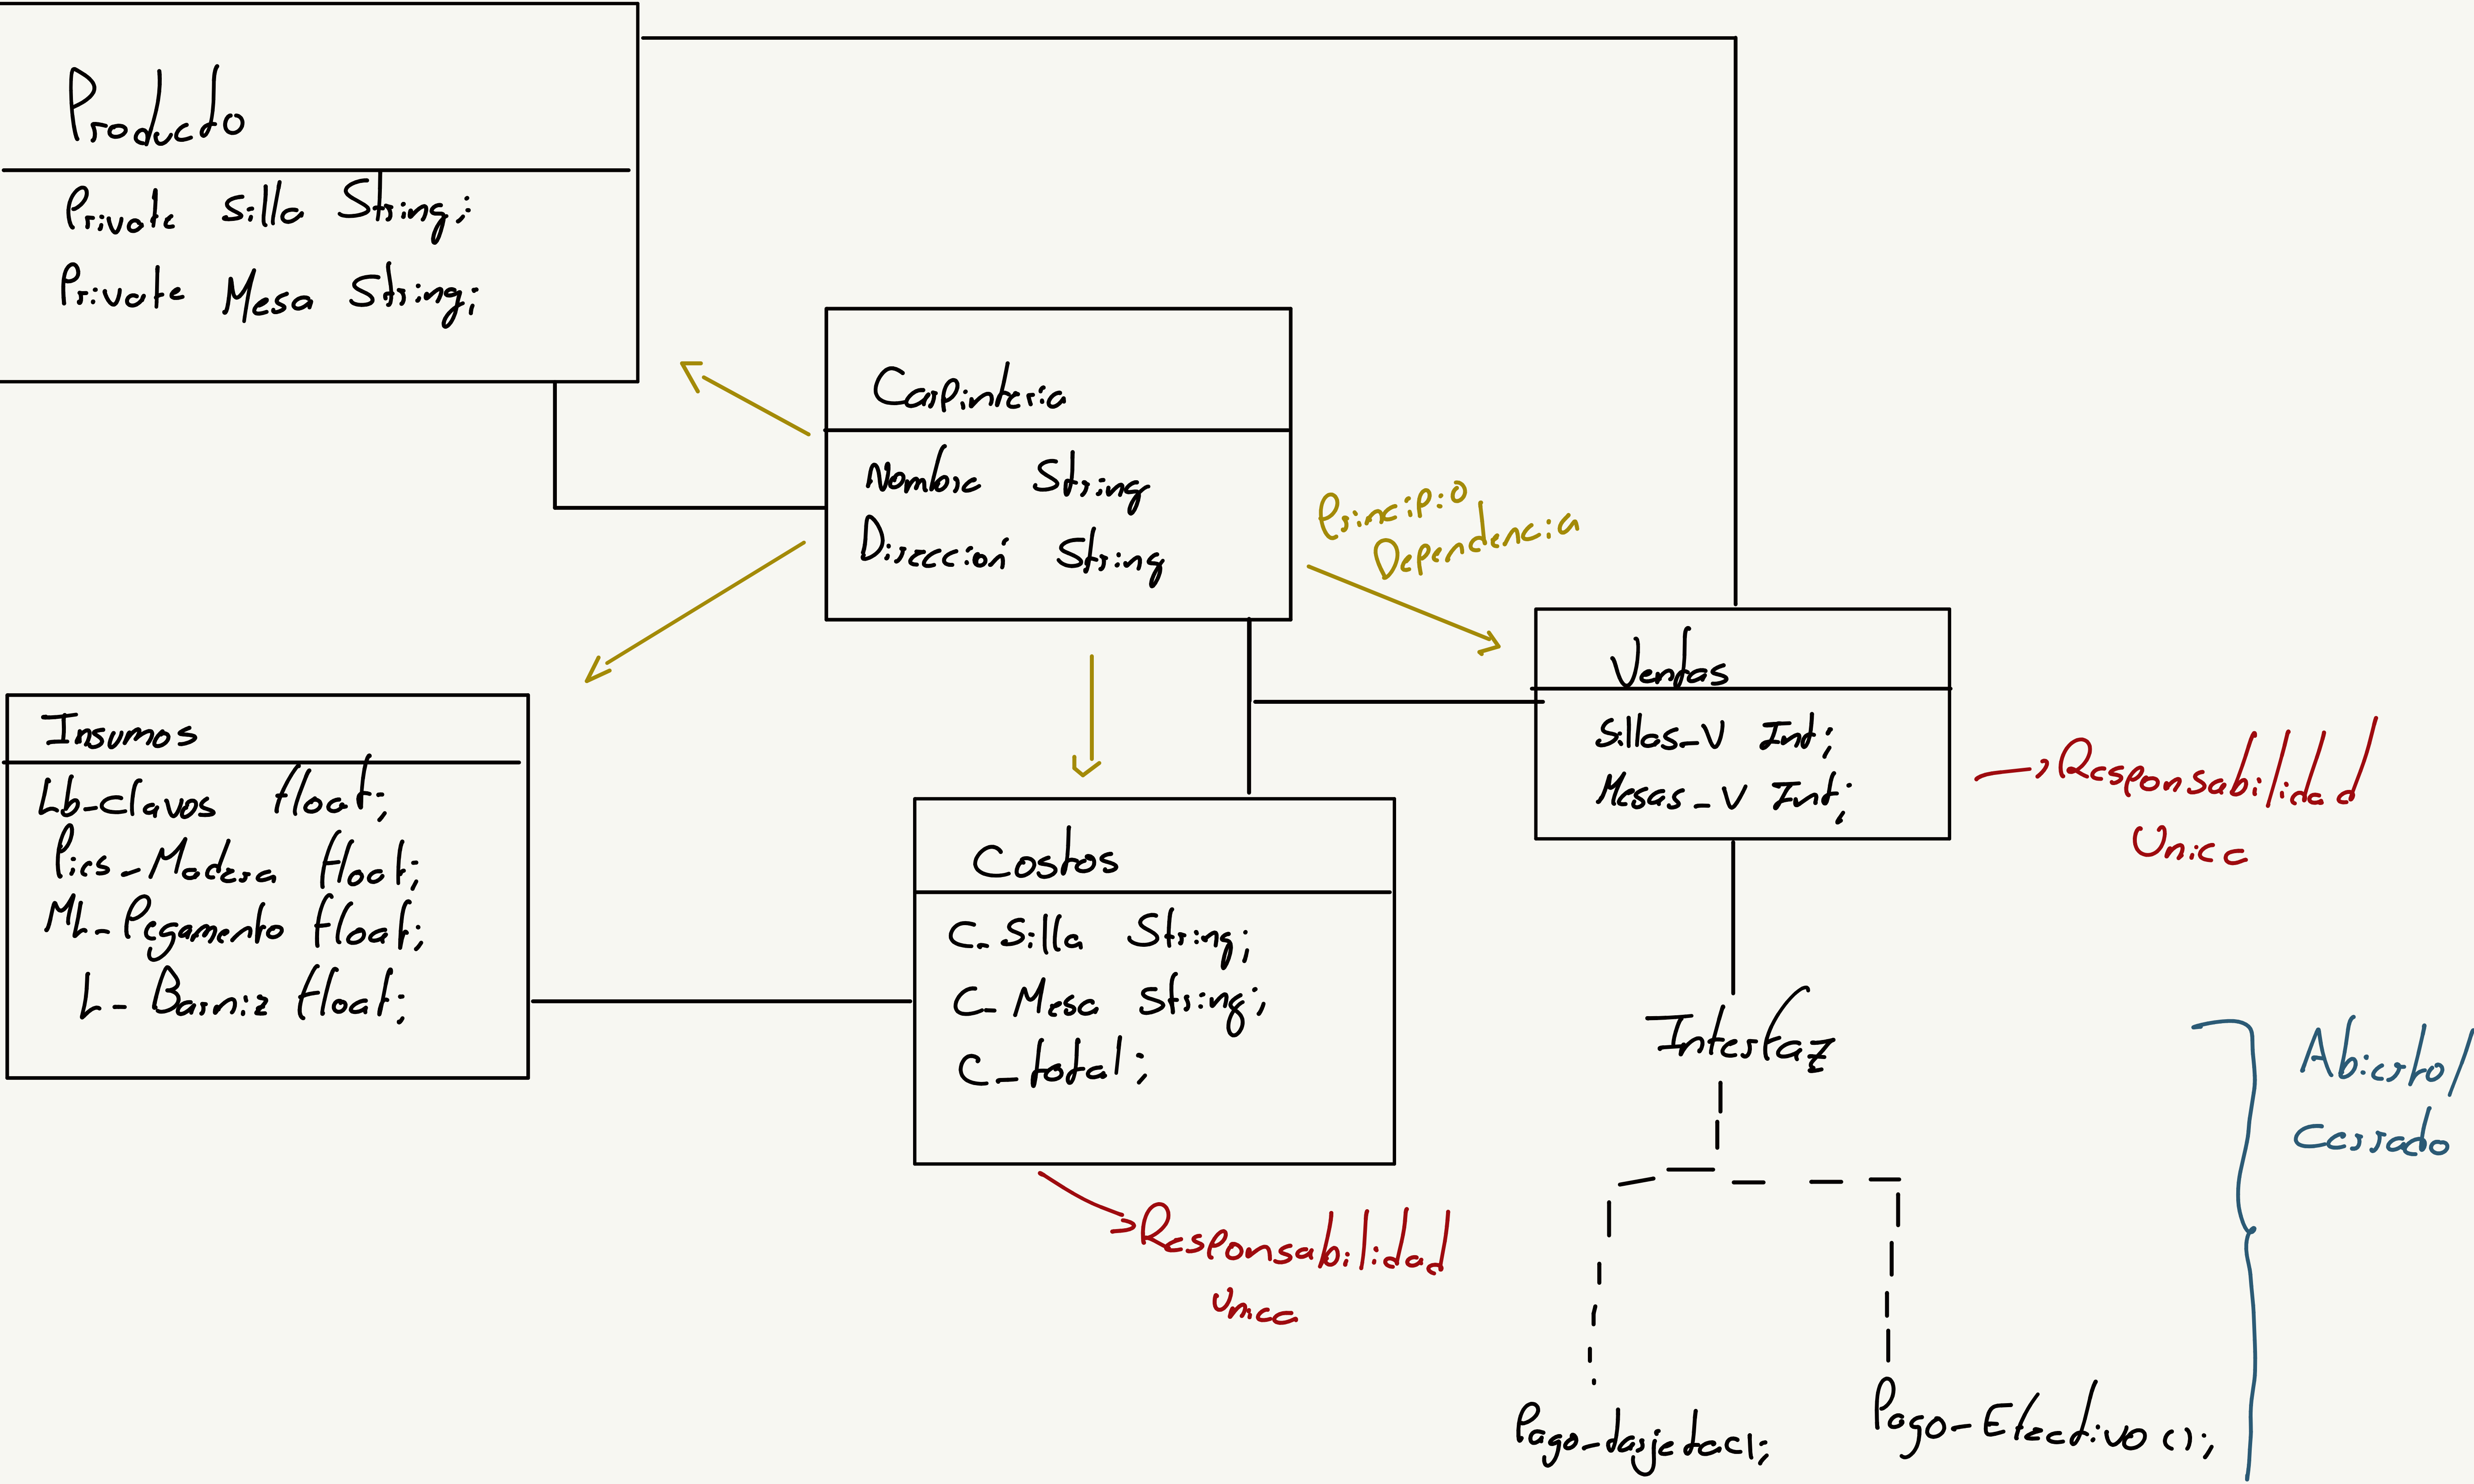 Producto
Private silla String;
Private Mesa String;
Carpinteria
Nombre String
Direccion String
Principio
Dependencia
Insumos
Lb-clavos float;
Pies-Madera float;
ML-Pegamento float;
L-Barniz float;
Costos
C-Silla String;
C-Mesa String;
C-total;
Responsabilidad
unica
Ventas
Sillas-V Int;
Mesas-V Int;
Responsabilidad
Unica
Interfaz
Pago-tarjeta();
Pago-Efectivo();
Abierto/
cerrado